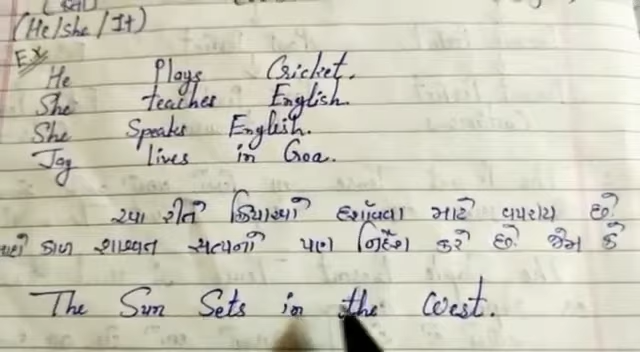 (He/she/It)
Ex
He Plays Cricket.
She teaches English.
She Speaks English.
Jay lives in Goa.
રયા રીતે ક્રિયાઓ દર્શાવવા માટે વપરાય છે.
કાળ શાશ્વત સત્યનો પણ નિર્દેશ કરે છે. જેમ કે
The Sun Sets in the West.